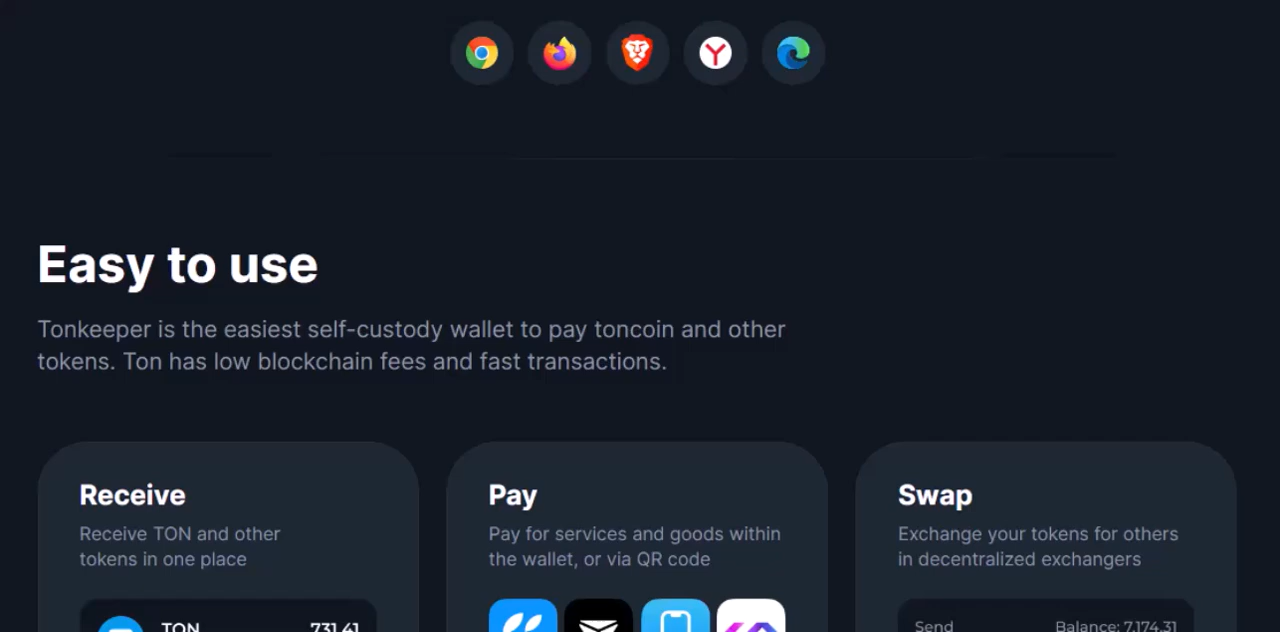 Easy to use
Tonkeeper is the easiest self-custody wallet to pay toncoin and other
tokens. Ton has low blockchain fees and fast transactions.
Receive
Receive TON and other
tokens in one place
TON 731.41
Pay
Pay for services and goods within
the wallet, or via QR code
Swap
Exchange your tokens for others
in decentralized exchangers
Send Balance: 7,174.31